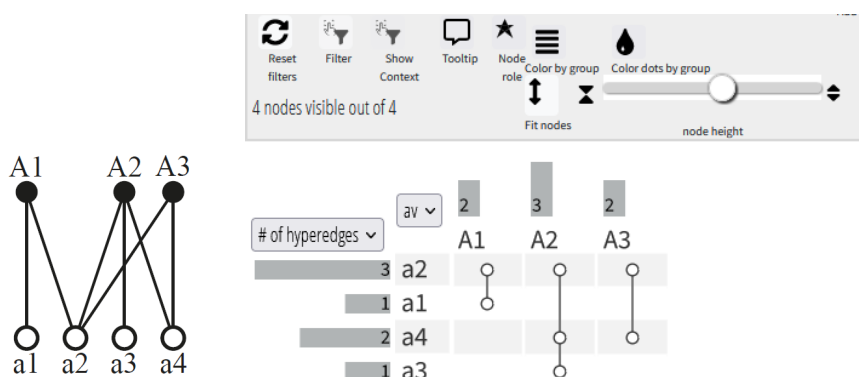 Reset filters
Filter
Show Context
Tooltip
Node role
Color by group
Color dots by group
4 nodes visible out of 4
Fit nodes
node height
A1 A2 A3
a1 a2 a3 a4
# of hyperedges
av
2 3 2
A1 A2 A3
3 a2
1 a1
2 a4
1 a3